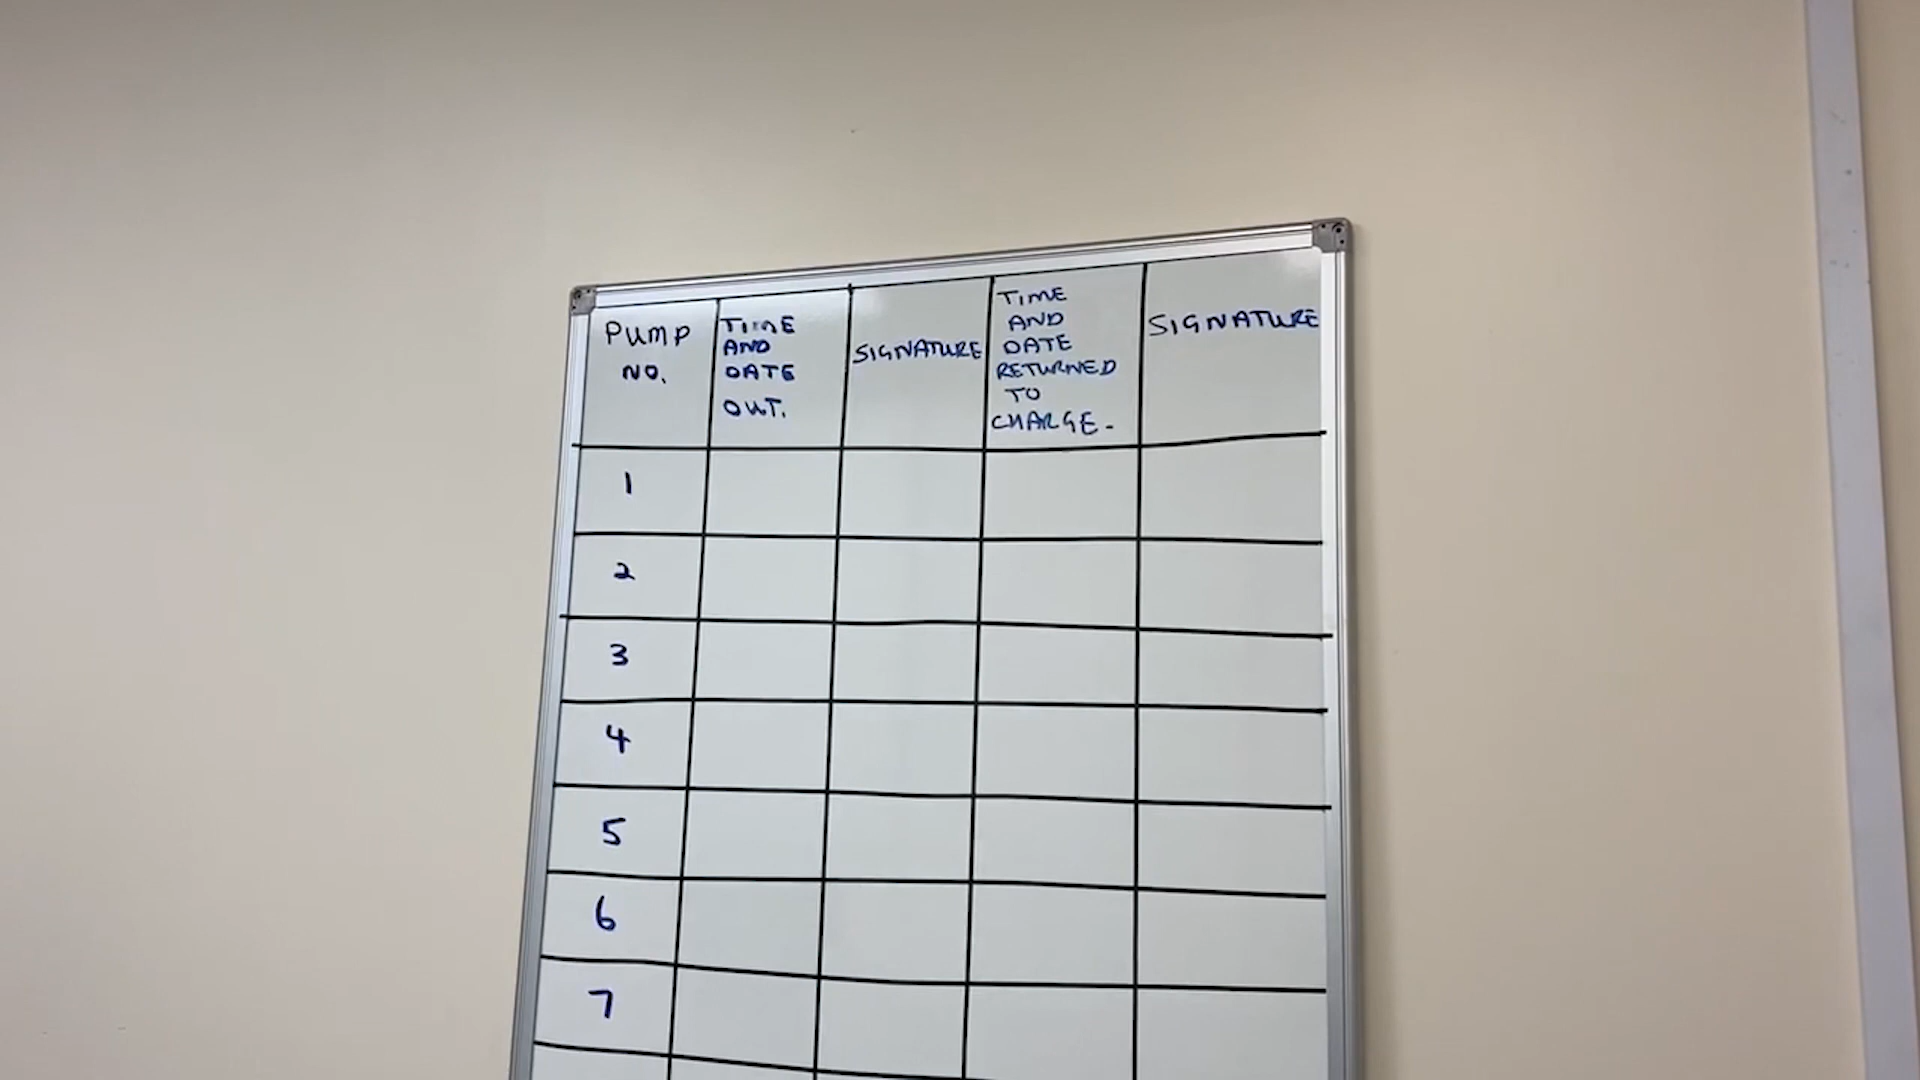 PUMP
NO.
TIME
AND
DATE
OUT.
SIGNATURE
TIME
AND
DATE
RETURNED
TO
CHARGE.
SIGNATURE
1
2
3
4
5
6
7